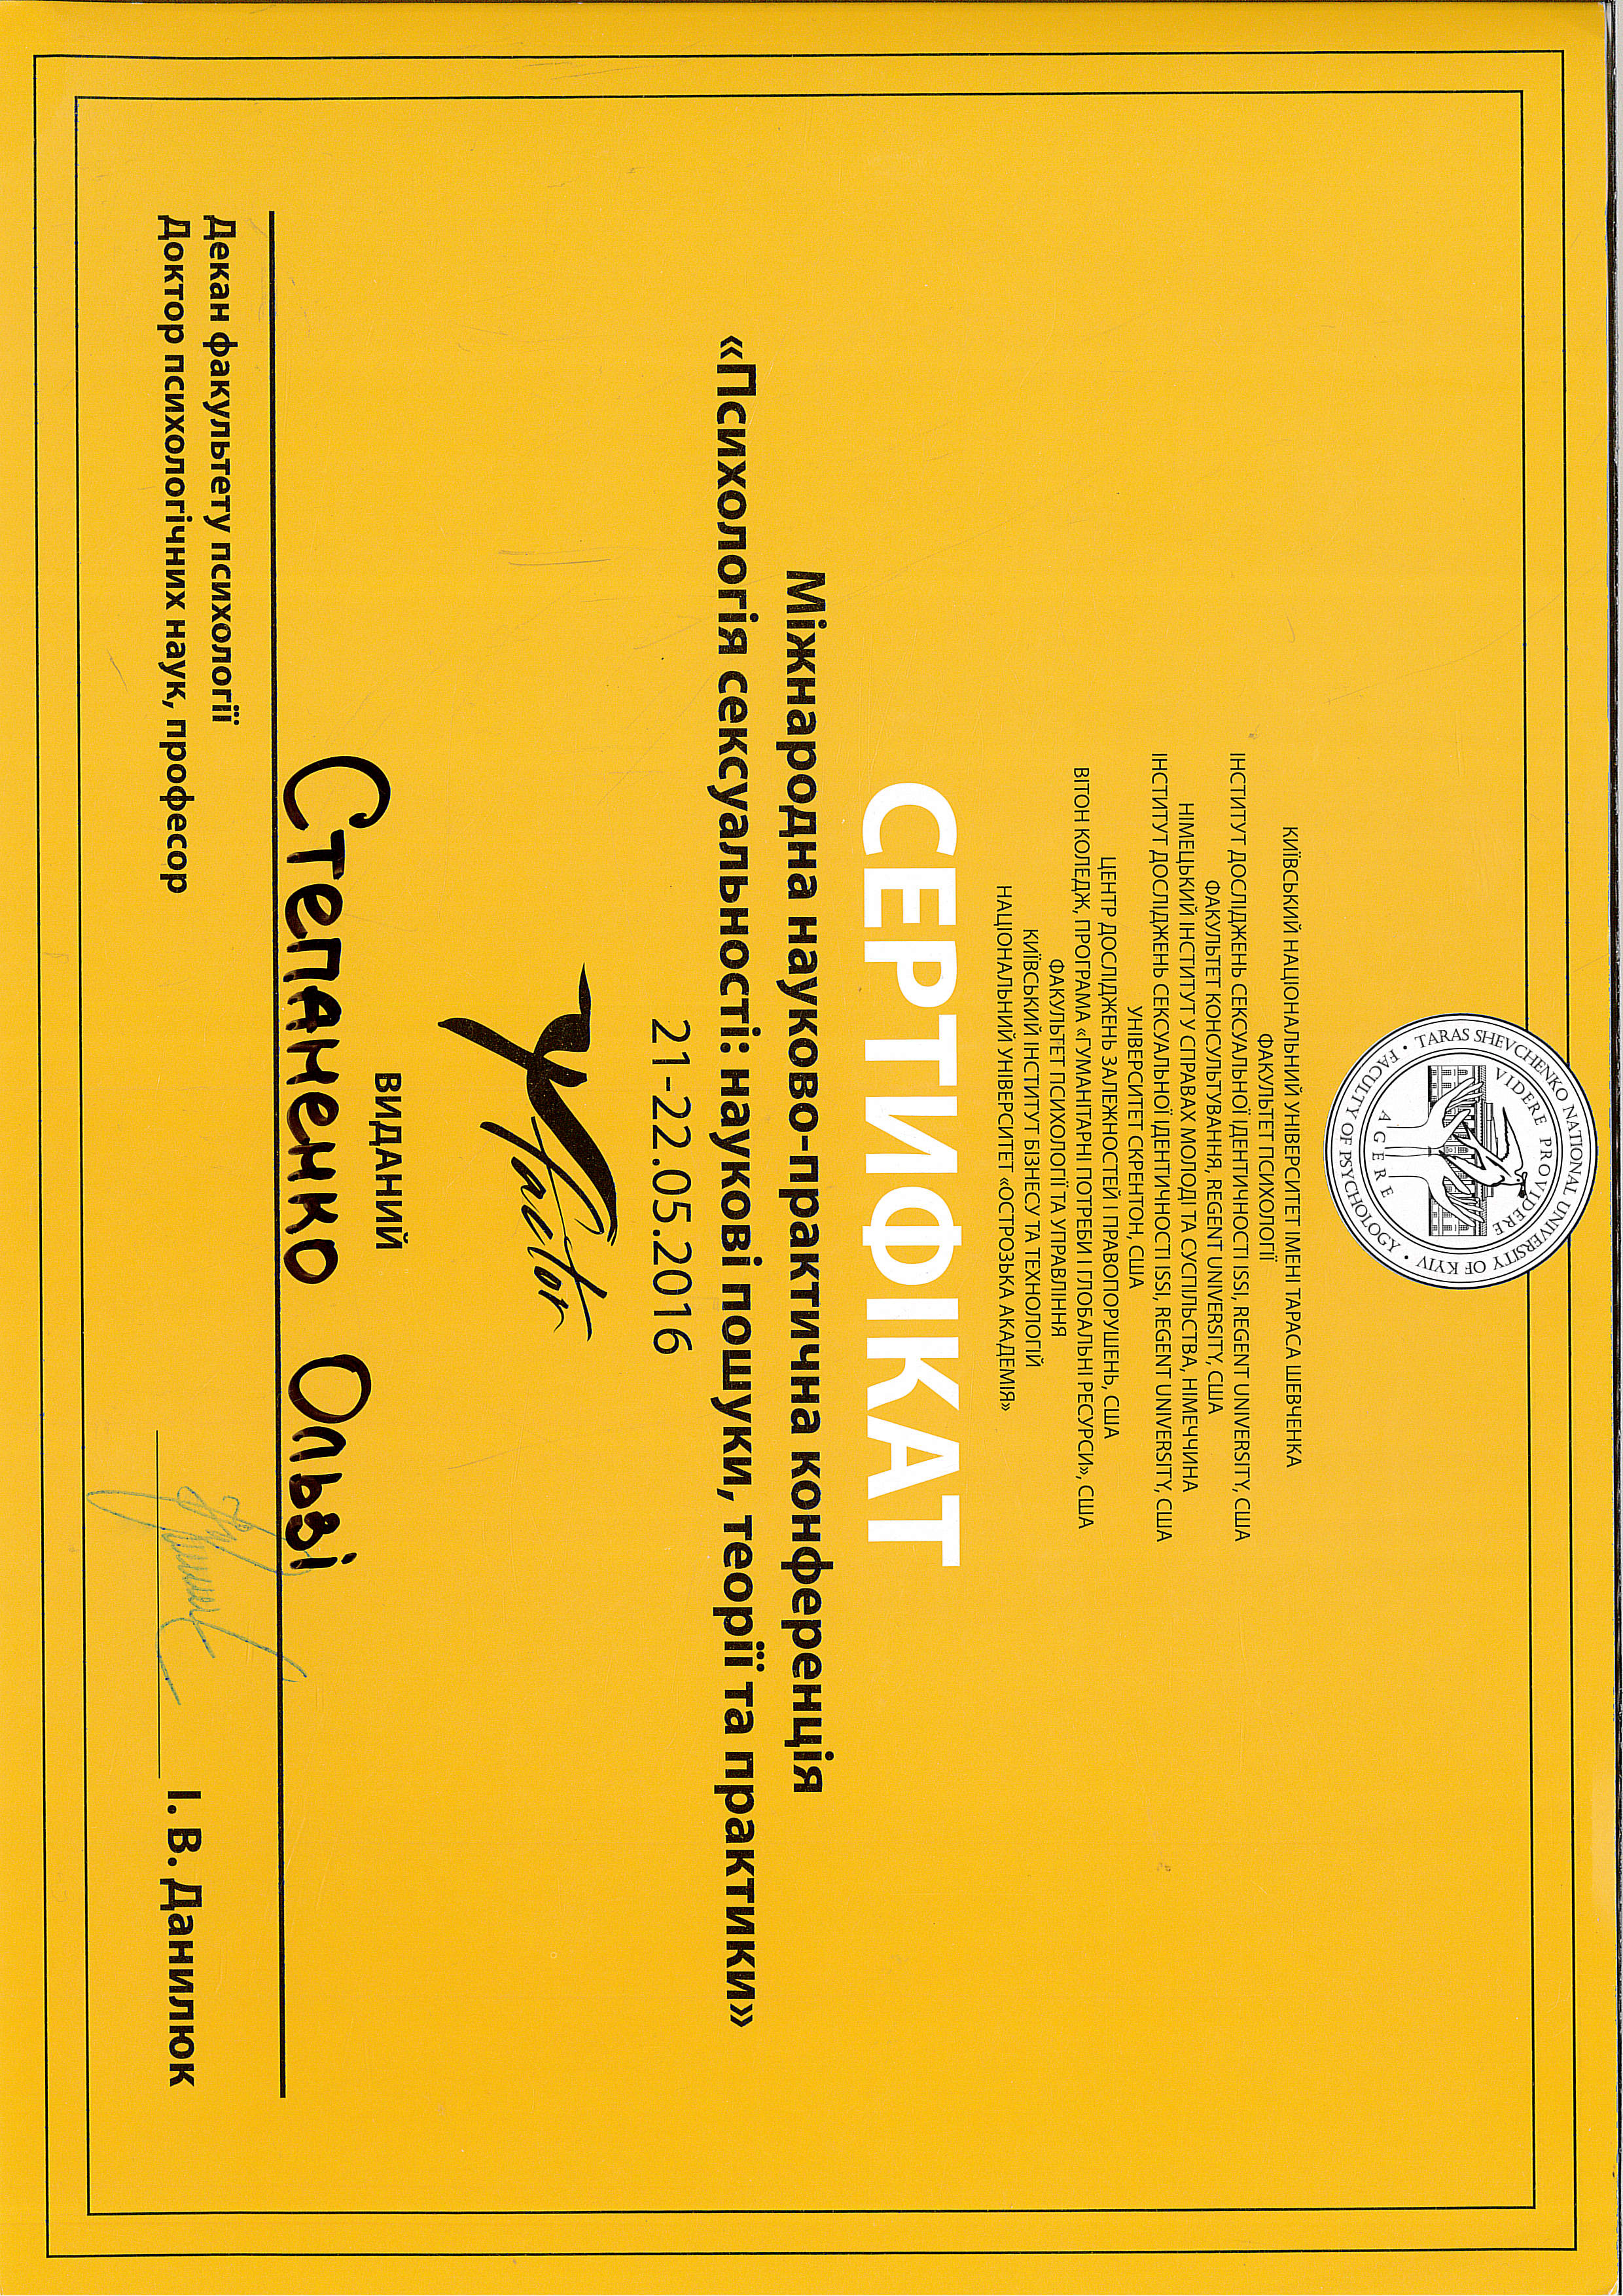 TARAS SHEVCHENKO NATIONAL UNIVERSITY OF KYIV • FACULTY OF PSYCHOLOGY •
VIDERE PROVIDERE
AGERE
КИЇВСЬКИЙ НАЦІОНАЛЬНИЙ УНІВЕРСИТЕТ ІМЕНІ ТАРАСА ШЕВЧЕНКА
ФАКУЛЬТЕТ ПСИХОЛОГІЇ
ІНСТИТУТ ДОСЛІДЖЕНЬ СЕКСУАЛЬНОЇ ІДЕНТИЧНОСТІ ISSI, REGENT UNIVERSITY, США
ФАКУЛЬТЕТ КОНСУЛЬТУВАННЯ, REGENT UNIVERSITY, США
НІМЕЦЬКИЙ ІНСТИТУТ У СПРАВАХ МОЛОДІ ТА СУСПІЛЬСТВА, НІМЕЧЧИНА
ІНСТИТУТ ДОСЛІДЖЕНЬ СЕКСУАЛЬНОЇ ІДЕНТИЧНОСТІ ISSI, REGENT UNIVERSITY, США
УНІВЕРСИТЕТ СКРЕНТОН, США
ЦЕНТР ДОСЛІДЖЕНЬ ЗАЛЕЖНОСТЕЙ І ПРАВОПОРУШЕНЬ, США
ВІТОН КОЛЕДЖ, ПРОГРАМА «ГУМАНІТАРНІ ПОТРЕБИ І ГЛОБАЛЬНІ РЕСУРСИ», США
ФАКУЛЬТЕТ ПСИХОЛОГІЇ ТА УПРАВЛІННЯ
КИЇВСЬКИЙ ІНСТИТУТ БІЗНЕСУ ТА ТЕХНОЛОГІЙ
НАЦІОНАЛЬНИЙ УНІВЕРСИТЕТ «ОСТРОЗЬКА АКАДЕМІЯ»
СЕРТИФІКАТ
Міжнародна науково-практична конференція
«Психологія сексуальності: наукові пошуки, теорії та практики»
21-22.05.2016
Ψ factor
ВИДАНИЙ
Степаненко Ользі
Декан факультету психології
Доктор психологічних наук, професор
І. В. Данилюк